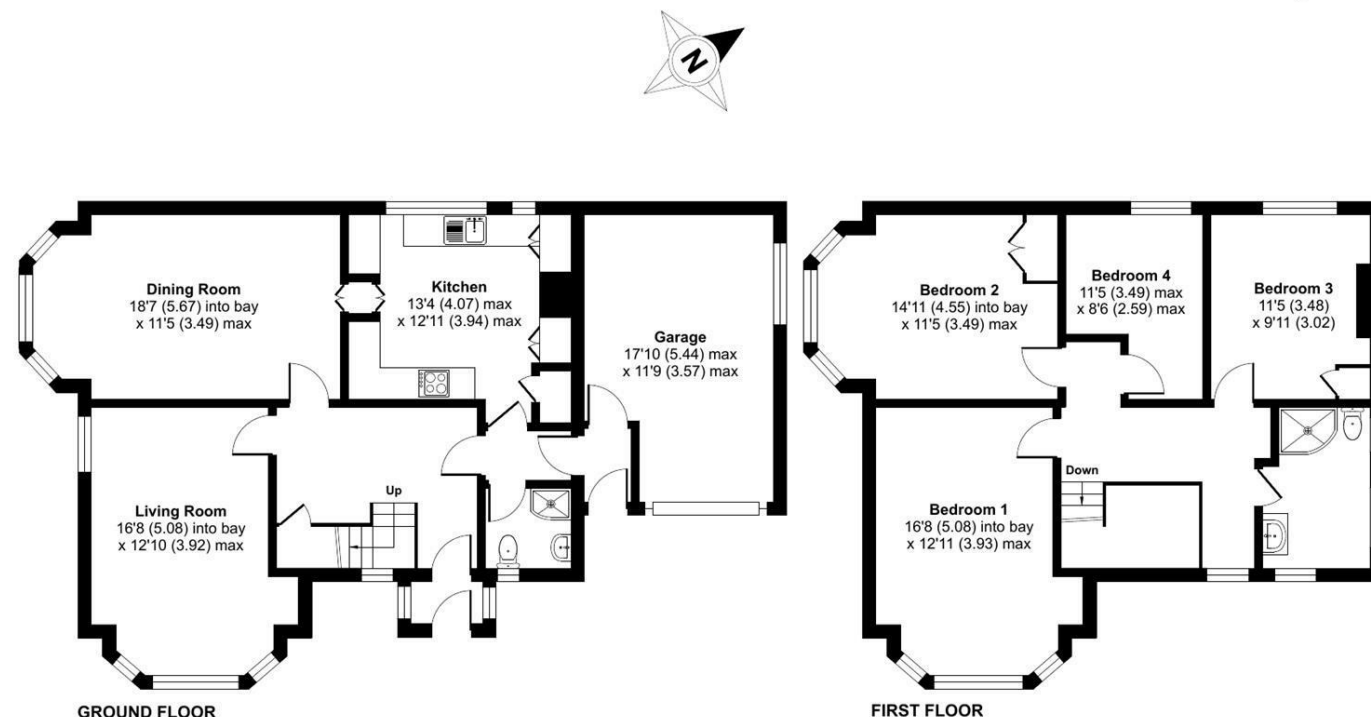 N
Dining Room
18'7 (5.67) into bay
x 11'5 (3.49) max
Kitchen
13'4 (4.07) max
x 12'11 (3.94) max
Garage
17'10 (5.44) max
x 11'9 (3.57) max
Living Room
16'8 (5.08) into bay
x 12'10 (3.92) max
Up
GROUND FLOOR
Bedroom 2
14'11 (4.55) into bay
x 11'5 (3.49) max
Bedroom 4
11'5 (3.49) max
x 8'6 (2.59) max
Bedroom 3
11'5 (3.48)
x 9'11 (3.02)
Down
Bedroom 1
16'8 (5.08) into bay
x 12'11 (3.93) max
FIRST FLOOR